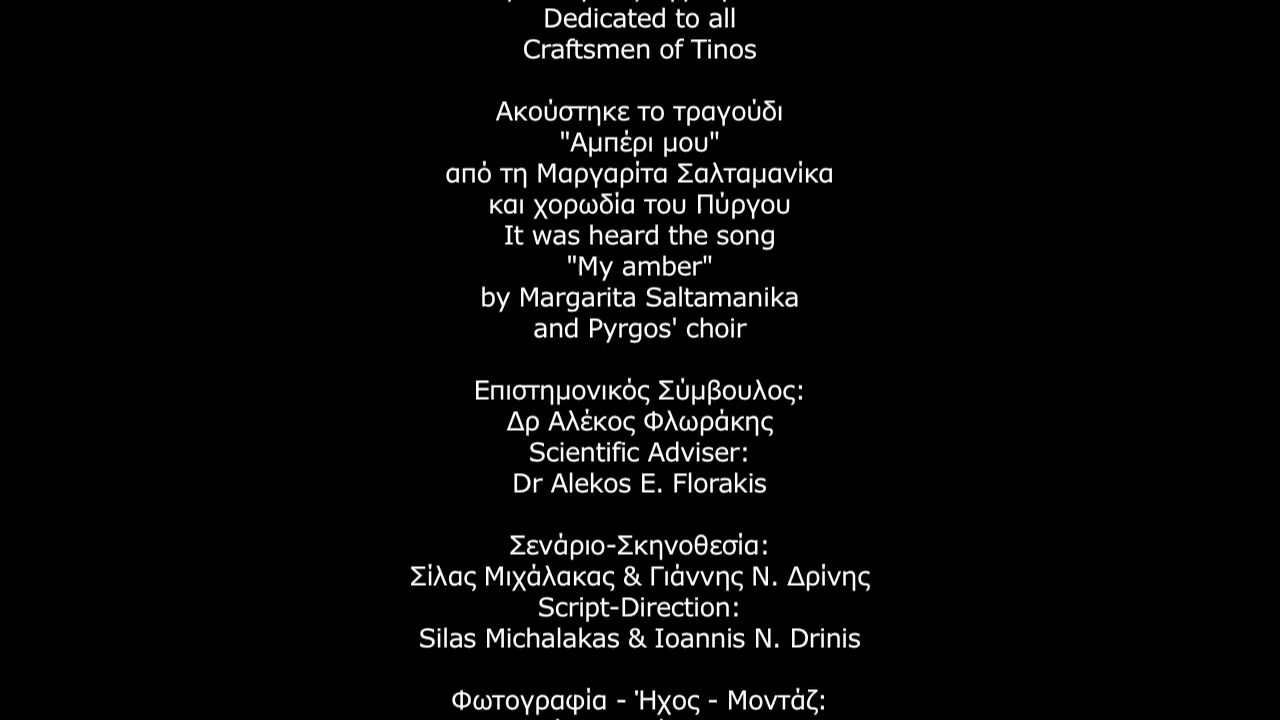 Dedicated to all
Craftsmen of Tinos
Ακούστηκε το τραγούδι
"Αμπέρι μου"
από τη Μαργαρίτα Σαλταμανίκα
και χορωδία του Πύργου
It was heard the song
"My amber"
by Margarita Saltamanika
and Pyrgos' choir
Επιστημονικός Σύμβουλος:
Δρ Αλέκος Φλωράκης
Scientific Adviser:
Dr Alekos E. Florakis
Σενάριο-Σκηνοθεσία:
Σίλας Μιχάλακας & Γιάννης Ν. Δρίνης
Script-Direction:
Silas Michalakas & Ioannis N. Drinis
Φωτογραφία - Ήχος - Μοντάζ: